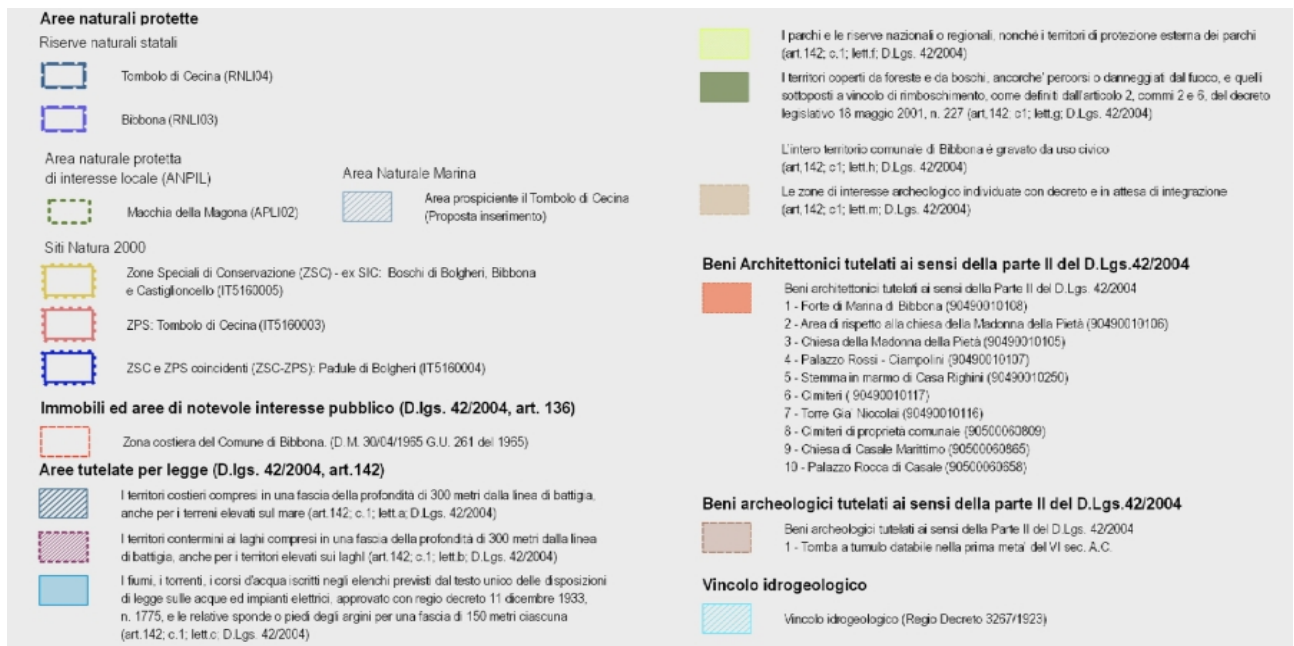 Aree naturali protette
Riserve naturali statali
Tombolo di Cecina (RNLI04)
Bibbona (RNLI03)
Area naturale protetta
di interesse locale (ANPIL)
Macchia della Magona (APLI02)
Area Naturale Marina
Area prospiciente il Tombolo di Cecina
(Proposta inserimento)
Siti Natura 2000
Zone Speciali di Conservazione (ZSC) - ex SIC: Boschi di Bolgheri, Bibbona
e Castiglioncello (IT5160005)
ZPS: Tombolo di Cecina (IT5160003)
ZSC e ZPS coincidenti (ZSC-ZPS): Padule di Bolgheri (IT5160004)
Immobili ed aree di notevole interesse pubblico (D.lgs. 42/2004, art. 136)
Zona costiera del Comune di Bibbona. (D.M. 30/04/1965 G.U. 261 del 1965)
Aree tutelate per legge (D.lgs. 42/2004, art.142)
I territori costieri compresi in una fascia della profondità di 300 metri dalla linea di battigia,
anche per i terreni elevati sul mare (art.142; c.1; lett.a; D.Lgs. 42/2004)
I territori contermini ai laghi compresi in una fascia della profondità di 300 metri dalla linea
di battigia, anche per i territori elevati sui laghI (art.142; c.1; lett.b; D.Lgs. 42/2004)
I fiumi, i torrenti, i corsi d'acqua iscritti negli elenchi previsti dal testo unico delle disposizioni
di legge sulle acque ed impianti elettrici, approvato con regio decreto 11 dicembre 1933,
n. 1775, e le relative sponde o piedi degli argini per una fascia di 150 metri ciascuna
(art.142; c.1; lett.c: D.Lgs. 42/2004)
I parchi e le riserve nazionali o regionali, nonché i territori di protezione esterna dei parchi
(art.142; c.1; lett.f; D.Lgs. 42/2004)
I territori coperti da foreste e da boschi, ancorche' percorsi o danneggiati dal fuoco, e quelli
sottoposti a vincolo di rimboschimento, come definiti dall'articolo 2, commi 2 e 6, del decreto
legislativo 18 maggio 2001, n. 227 (art.142; c1; lett.g; D.Lgs. 42/2004)
L'intero territorio comunale di Bibbona é gravato da uso civico
(art,142; c1; lett.h; D.Lgs. 42/2004)
Le zone di interesse archeologico individuate con decreto e in attesa di integrazione
(art,142; c1; lett.m; D.Lgs. 42/2004)
Beni Architettonici tutelati ai sensi della parte II del D.Lgs.42/2004
Beni architettonici tutelati ai sensi della Parte II del D.Lgs. 42/2004
1 - Forte di Marina di Bibbona (90490010108)
2 - Area di rispetto alla chiesa della Madonna della Pietà (90490010106)
3 - Chiesa della Madonna della Pietà (90490010105)
4 - Palazzo Rossi - Ciampolini (90490010107)
5 - Stemma in marmo di Casa Righini (90490010250)
6 - Cimiteri ( 90490010117)
7 - Torre Gia' Niccolai (90490010116)
8 - Cimiteri di proprietà comunale (90500060809)
9 - Chiesa di Casale Marittimo (90500060865)
10 - Palazzo Rocca di Casale (90500060658)
Beni archeologici tutelati ai sensi della parte II del D.Lgs.42/2004
Beni archeologici tutelati ai sensi della Parte II del D.Lgs. 42/2004
1 - Tomba a tumulo databile nella prima meta' del VI sec. A.C.
Vincolo idrogeologico
Vincolo idrogeologico (Regio Decreto 3267/1923)